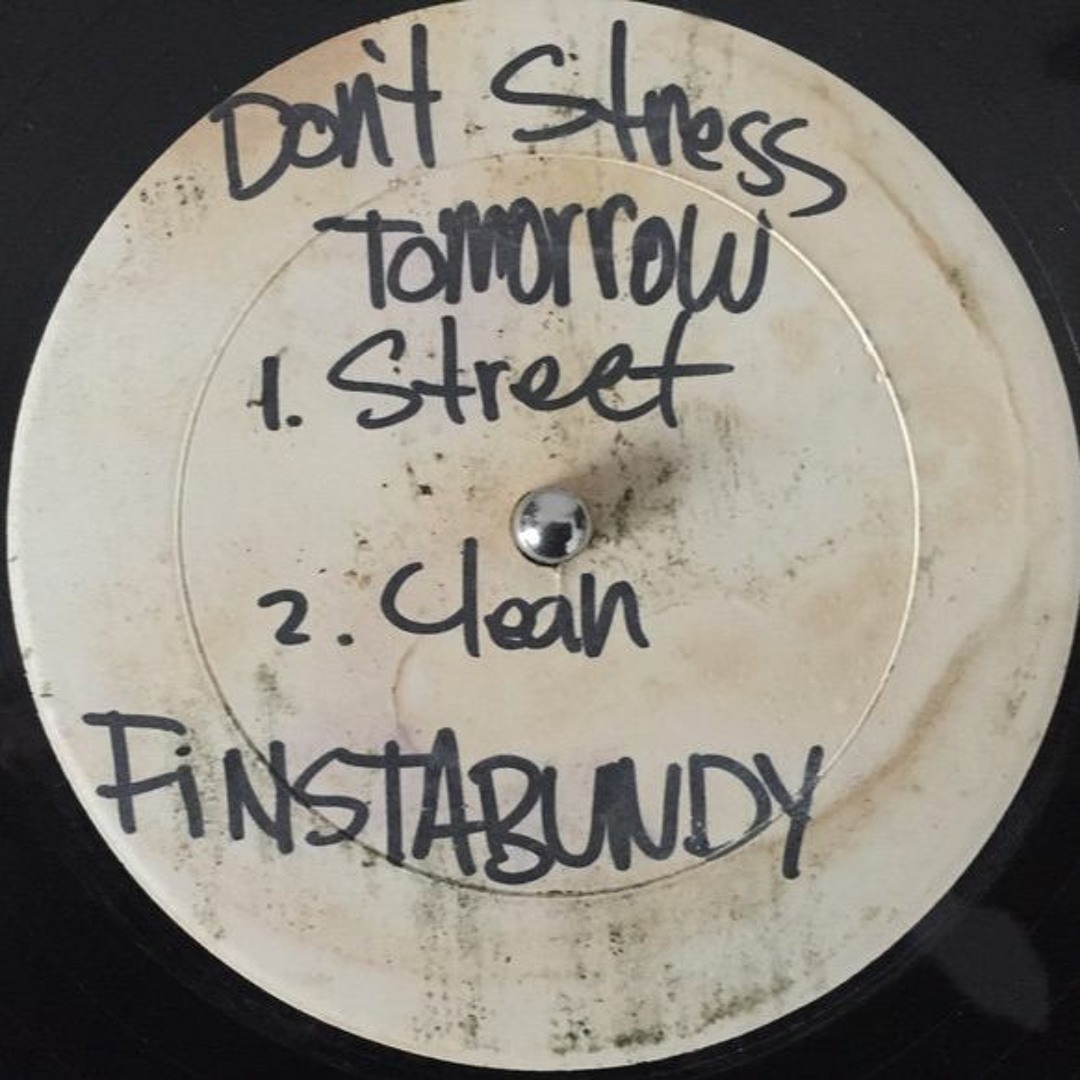 Don't Stress
Tomorrow
1. Street
2. Clean
FiNSTABUNDY